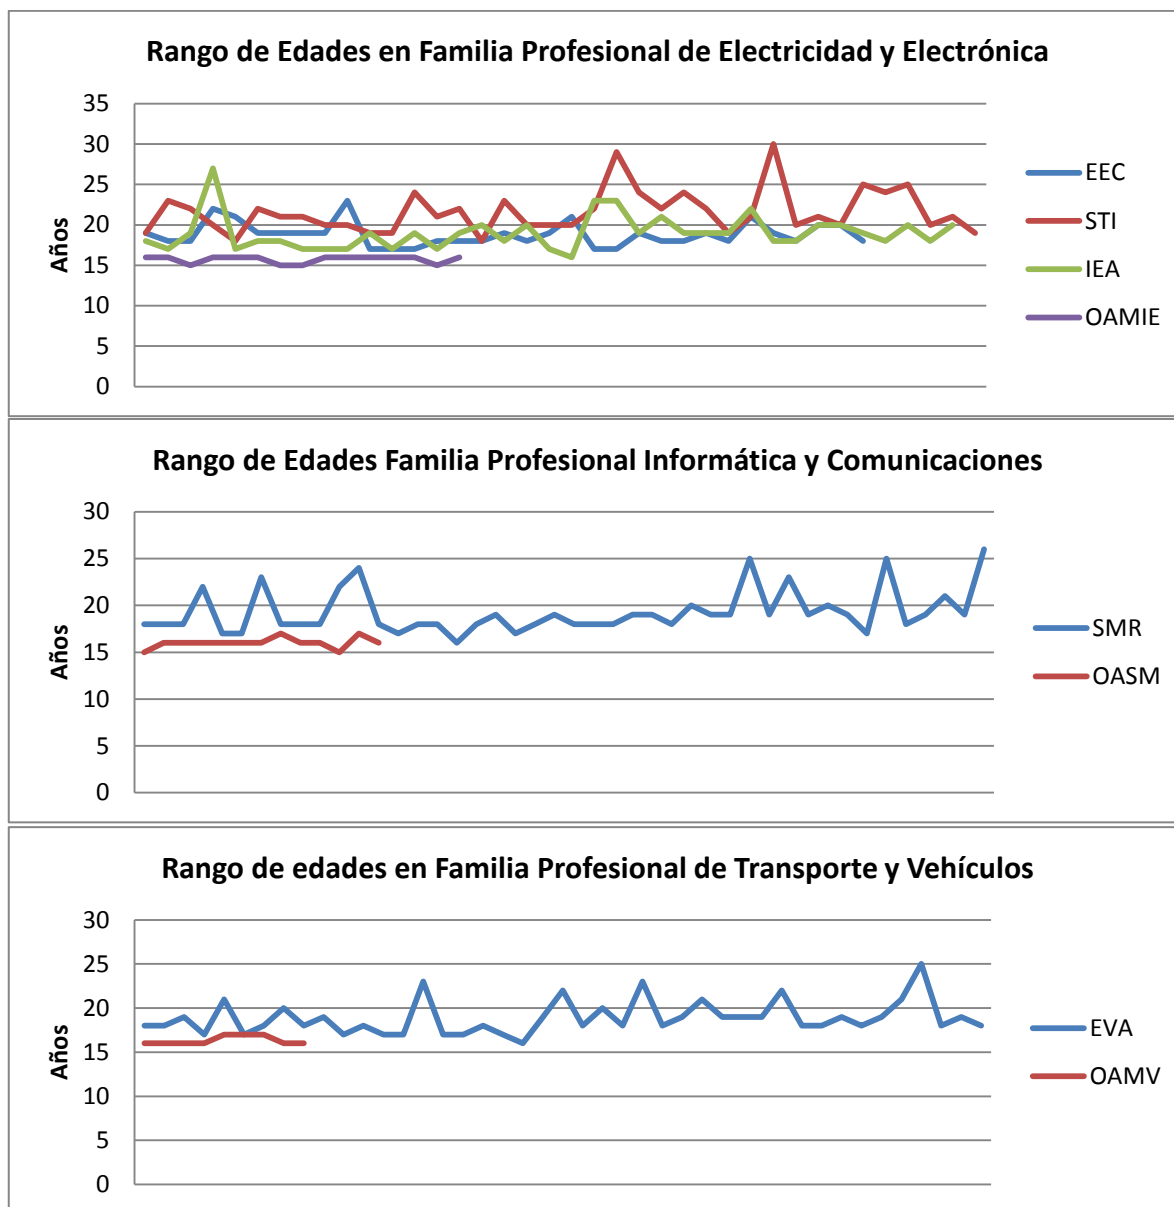 Rango de Edades en Familia Profesional de Electricidad y Electrónica
35
30
25
20
15
10
5
0
Años
EEC
STI
IEA
OAMIE
Rango de Edades Familia Profesional Informática y Comunicaciones
30
25
20
15
10
5
0
Años
SMR
OASM
Rango de edades en Familia Profesional de Transporte y Vehículos
30
25
20
15
10
5
0
Años
EVA
OAMV